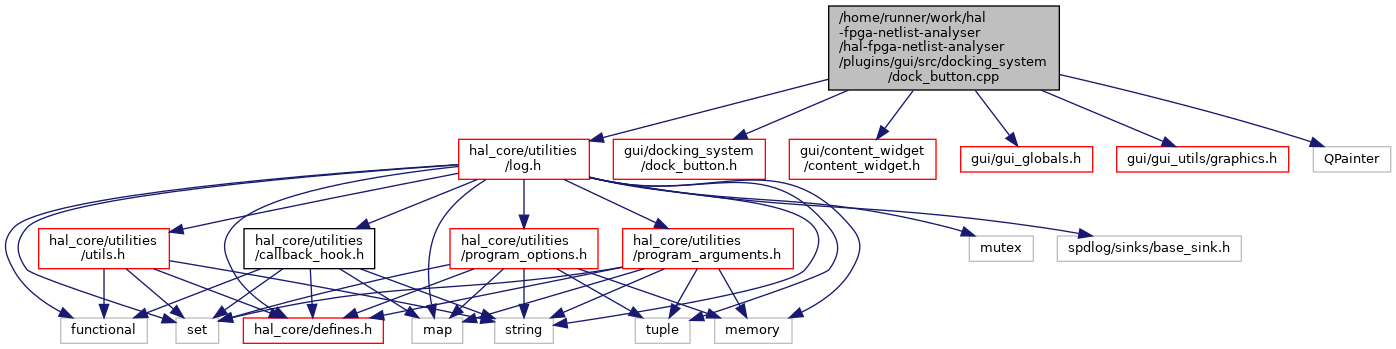 /home/runner/work/hal
-fpga-netlist-analyser
/hal-fpga-netlist-analyser
/plugins/gui/src/docking_system
/dock_button.cpp
hal_core/utilities
/log.h
gui/docking_system
/dock_button.h
gui/content_widget
/content_widget.h
gui/gui_globals.h
gui/gui_utils/graphics.h
QPainter
hal_core/utilities
/utils.h
hal_core/utilities
/callback_hook.h
hal_core/utilities
/program_options.h
hal_core/utilities
/program_arguments.h
mutex
spdlog/sinks/base_sink.h
functional
set
hal_core/defines.h
map
string
tuple
memory